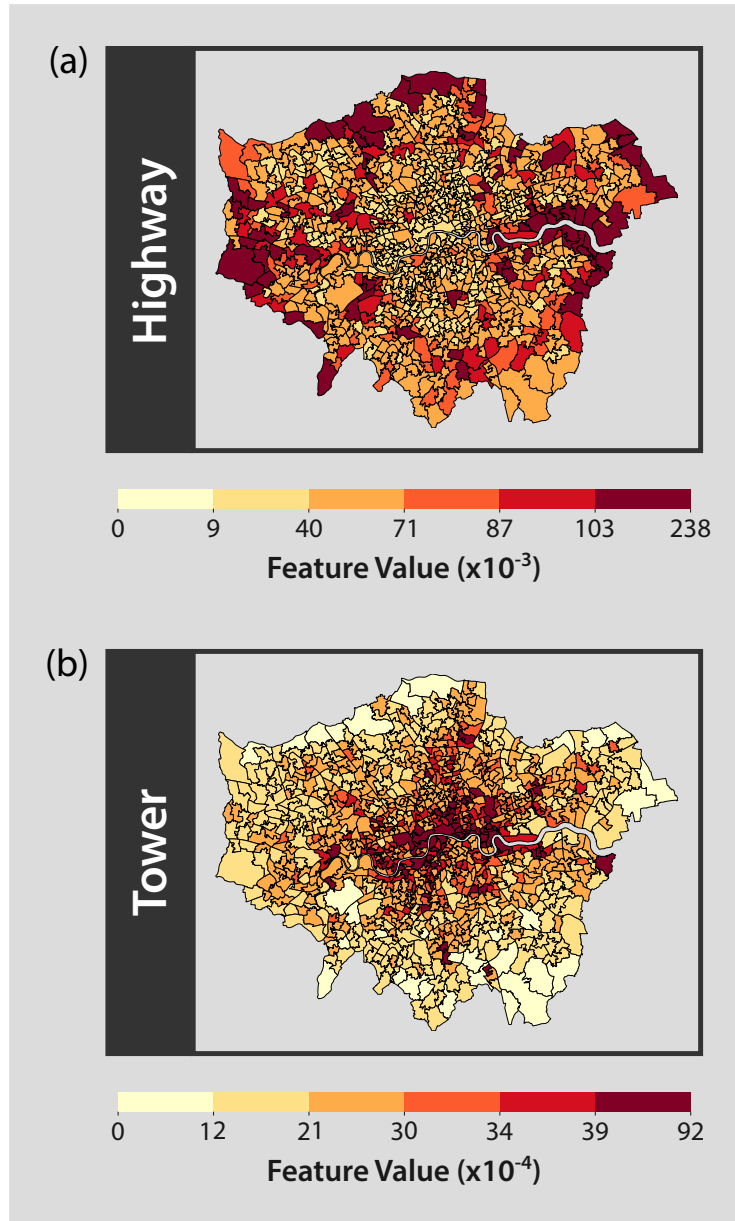 (a)
Highway
0 9 40 71 87 103 238
Feature Value (x10⁻³)
(b)
Tower
0 12 21 30 34 39 92
Feature Value (x10⁻⁴)